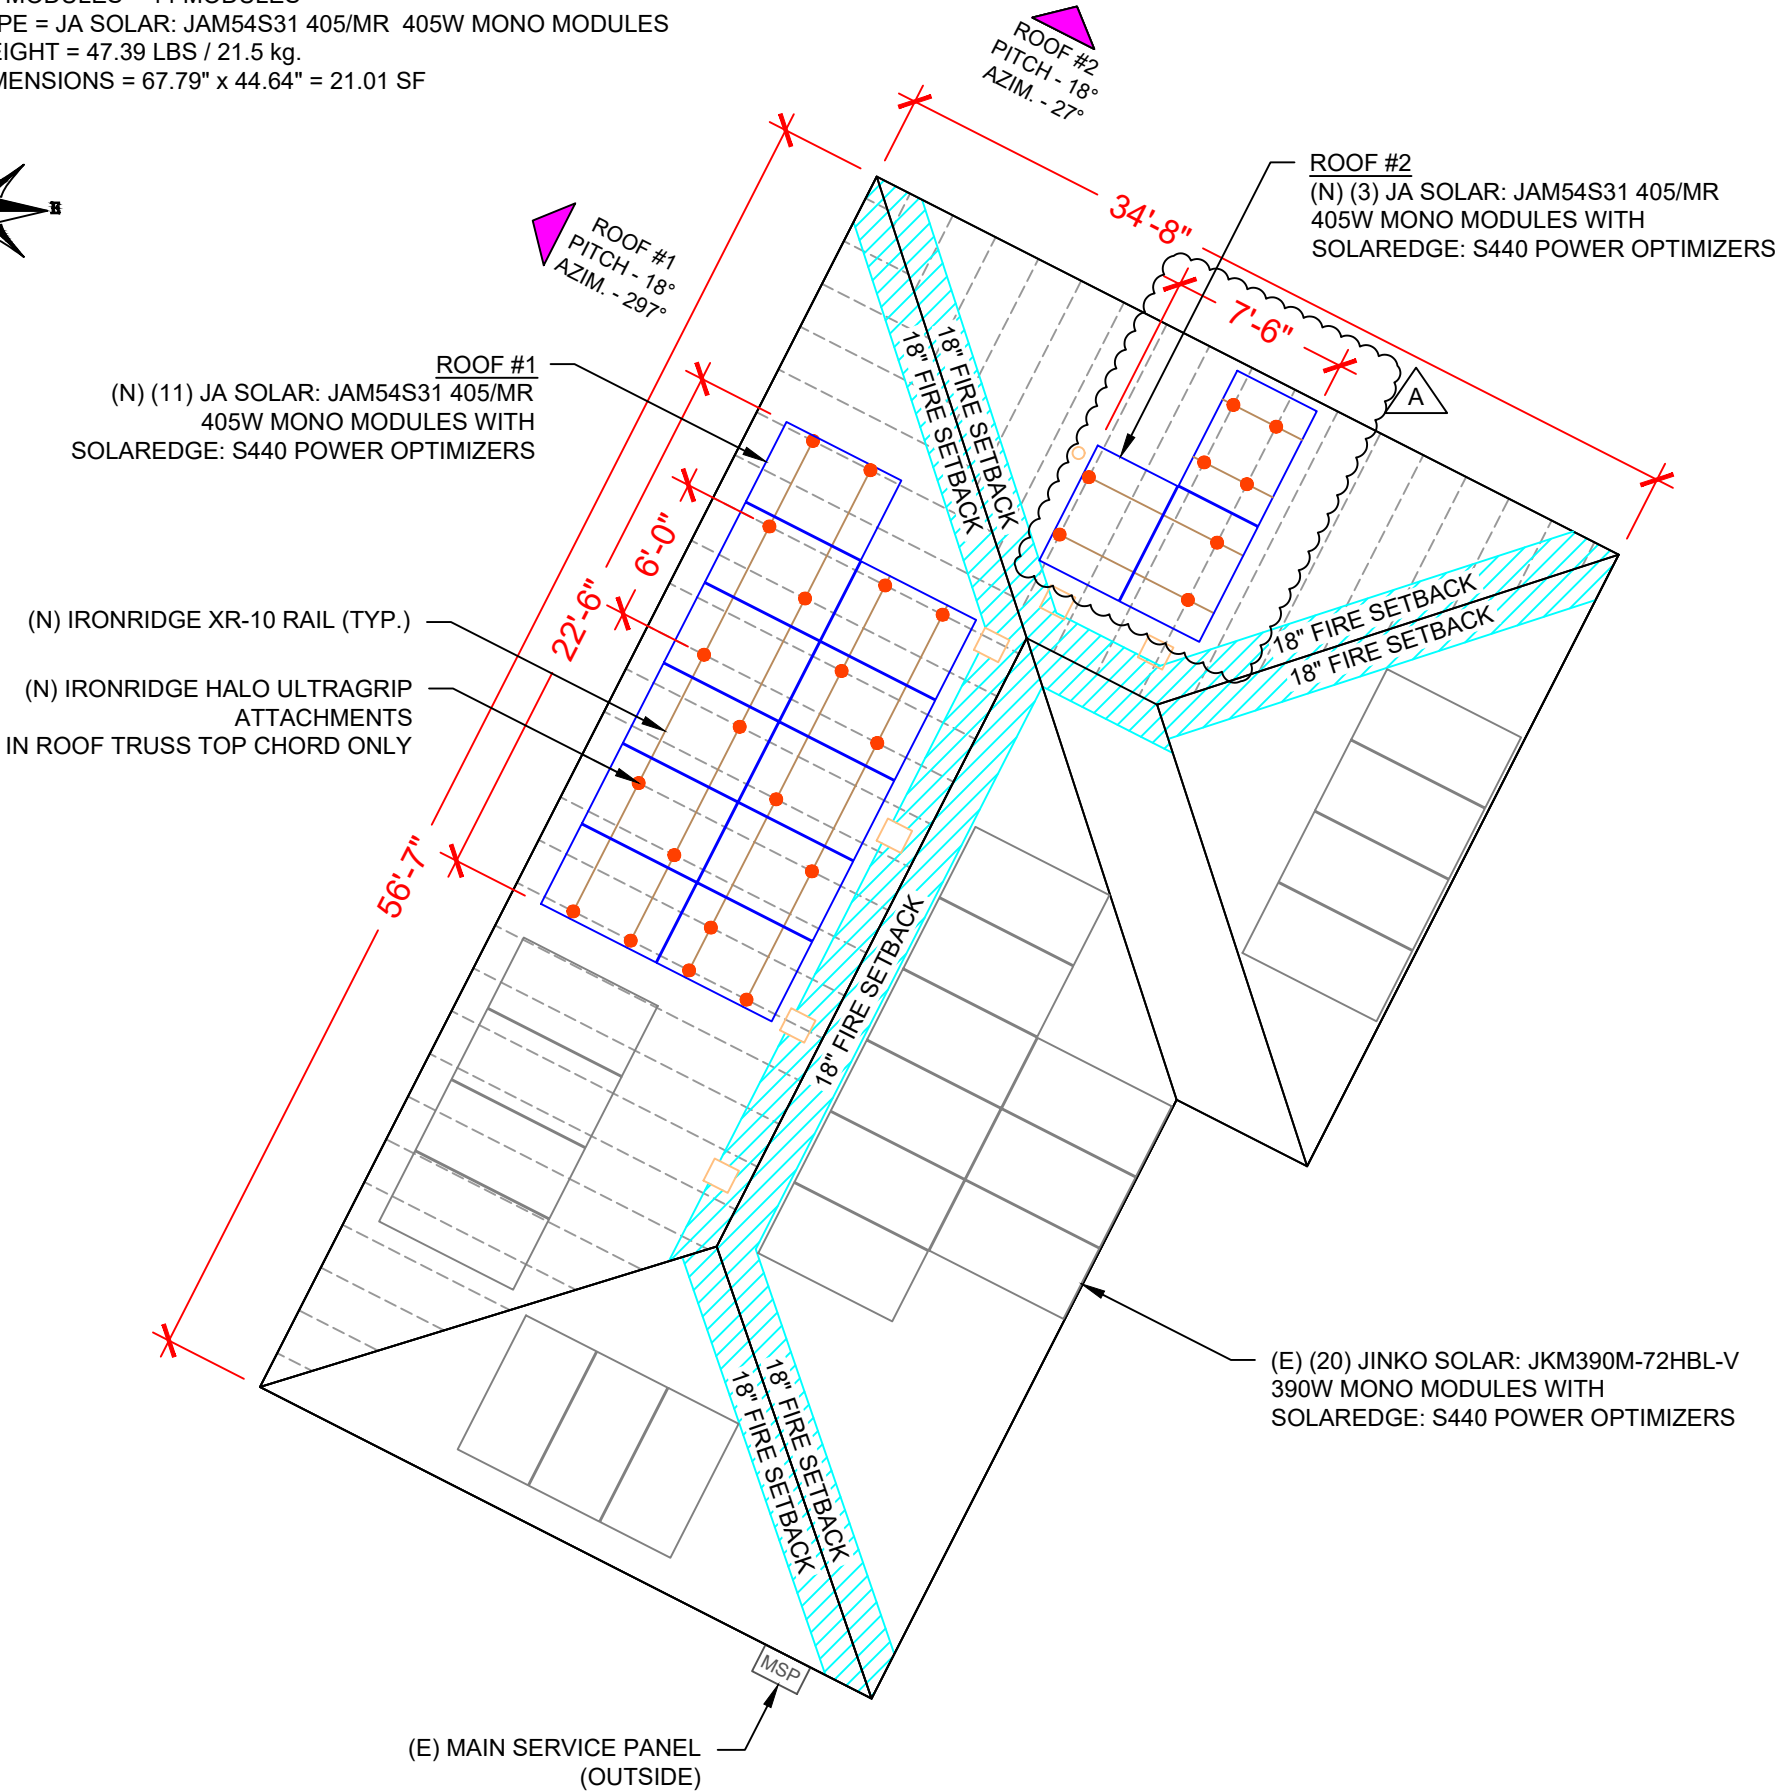 MODULES
PE = JA SOLAR: JAM54S31 405/MR 405W MONO MODULES
EIGHT = 47.39 LBS / 21.5 kg.
MENSIONS = 67.79" x 44.64" = 21.01 SF
ROOF #2
PITCH - 18°
AZIM. - 27°
ROOF #1
PITCH - 18°
AZIM. - 297°
34'-8"
7'-6"
A
ROOF #2
(N) (3) JA SOLAR: JAM54S31 405/MR
405W MONO MODULES WITH
SOLAREDGE: S440 POWER OPTIMIZERS
ROOF #1
(N) (11) JA SOLAR: JAM54S31 405/MR
405W MONO MODULES WITH
SOLAREDGE: S440 POWER OPTIMIZERS
18" FIRE SETBACK
18" FIRE SETBACK
6'-0"
22'-6"
56'-7"
(N) IRONRIDGE XR-10 RAIL (TYP.)
(N) IRONRIDGE HALO ULTRAGRIP
ATTACHMENTS
IN ROOF TRUSS TOP CHORD ONLY
18" FIRE SETBACK
18" FIRE SETBACK
18" FIRE SETBACK
18" FIRE SETBACK
18" FIRE SETBACK
(E) (20) JINKO SOLAR: JKM390M-72HBL-V
390W MONO MODULES WITH
SOLAREDGE: S440 POWER OPTIMIZERS
MSP
(E) MAIN SERVICE PANEL
(OUTSIDE)